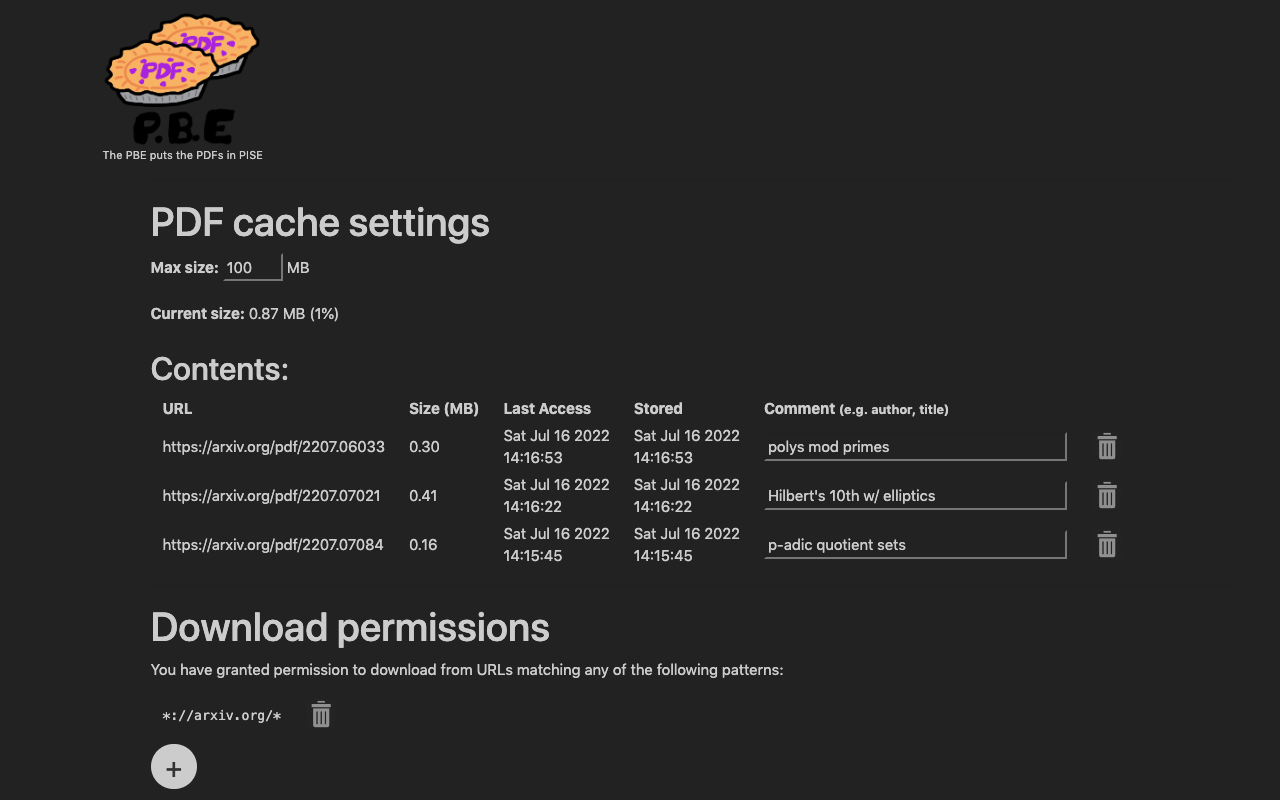 PDF
PDF
P.B.E
The PBE puts the PDFs in PISE
PDF cache settings
Max size: 100 MB
Current size: 0.87 MB (1%)
Contents:
URL Size (MB) Last Access Stored Comment (e.g. author, title)
https://arxiv.org/pdf/2207.06033 0.30 Sat Jul 16 2022 Sat Jul 16 2022 polys mod primes
14:16:53 14:16:53
https://arxiv.org/pdf/2207.07021 0.41 Sat Jul 16 2022 Sat Jul 16 2022 Hilbert's 10th w/ elliptics
14:16:22 14:16:22
https://arxiv.org/pdf/2207.07084 0.16 Sat Jul 16 2022 Sat Jul 16 2022 p-adic quotient sets
14:15:45 14:15:45
Download permissions
You have granted permission to download from URLs matching any of the following patterns:
*://arxiv.org/*
+